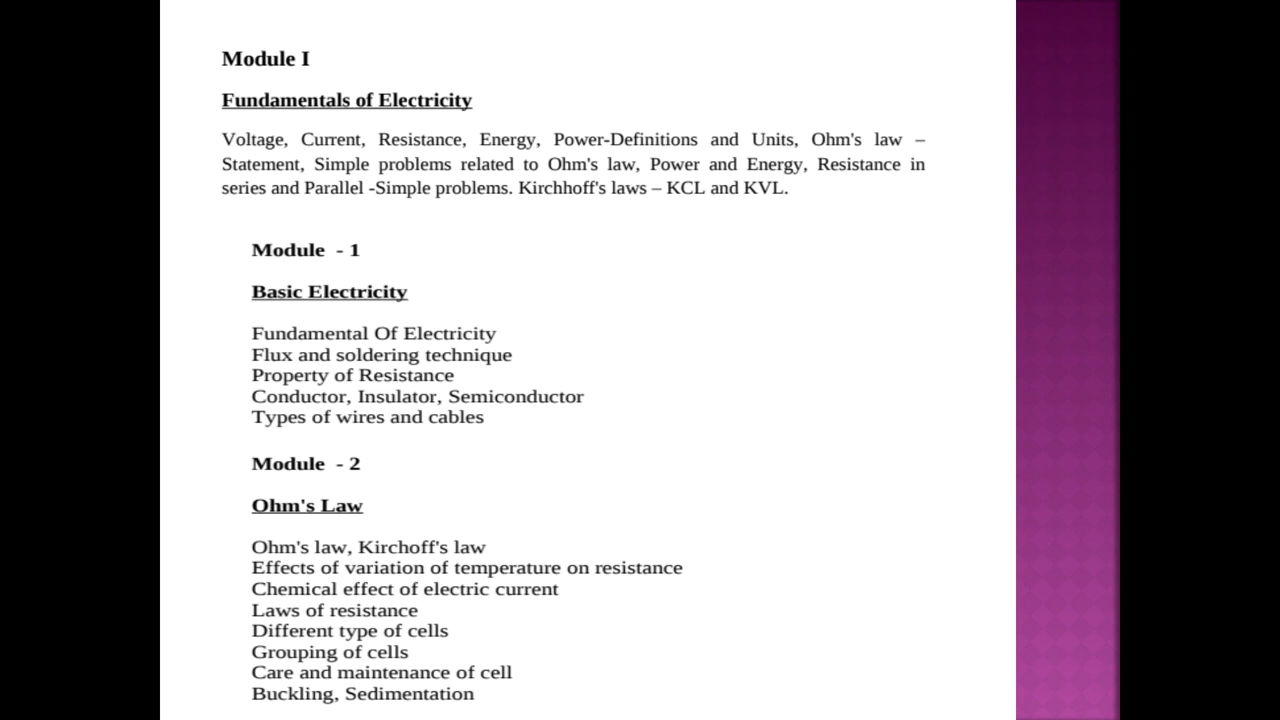 Module I
Fundamentals of Electricity
Voltage, Current, Resistance, Energy, Power-Definitions and Units, Ohm's law –
Statement, Simple problems related to Ohm's law, Power and Energy, Resistance in
series and Parallel -Simple problems. Kirchhoff's laws – KCL and KVL.
Module - 1
Basic Electricity
Fundamental Of Electricity
Flux and soldering technique
Property of Resistance
Conductor, Insulator, Semiconductor
Types of wires and cables
Module - 2
Ohm's Law
Ohm's law, Kirchoff's law
Effects of variation of temperature on resistance
Chemical effect of electric current
Laws of resistance
Different type of cells
Grouping of cells
Care and maintenance of cell
Buckling, Sedimentation